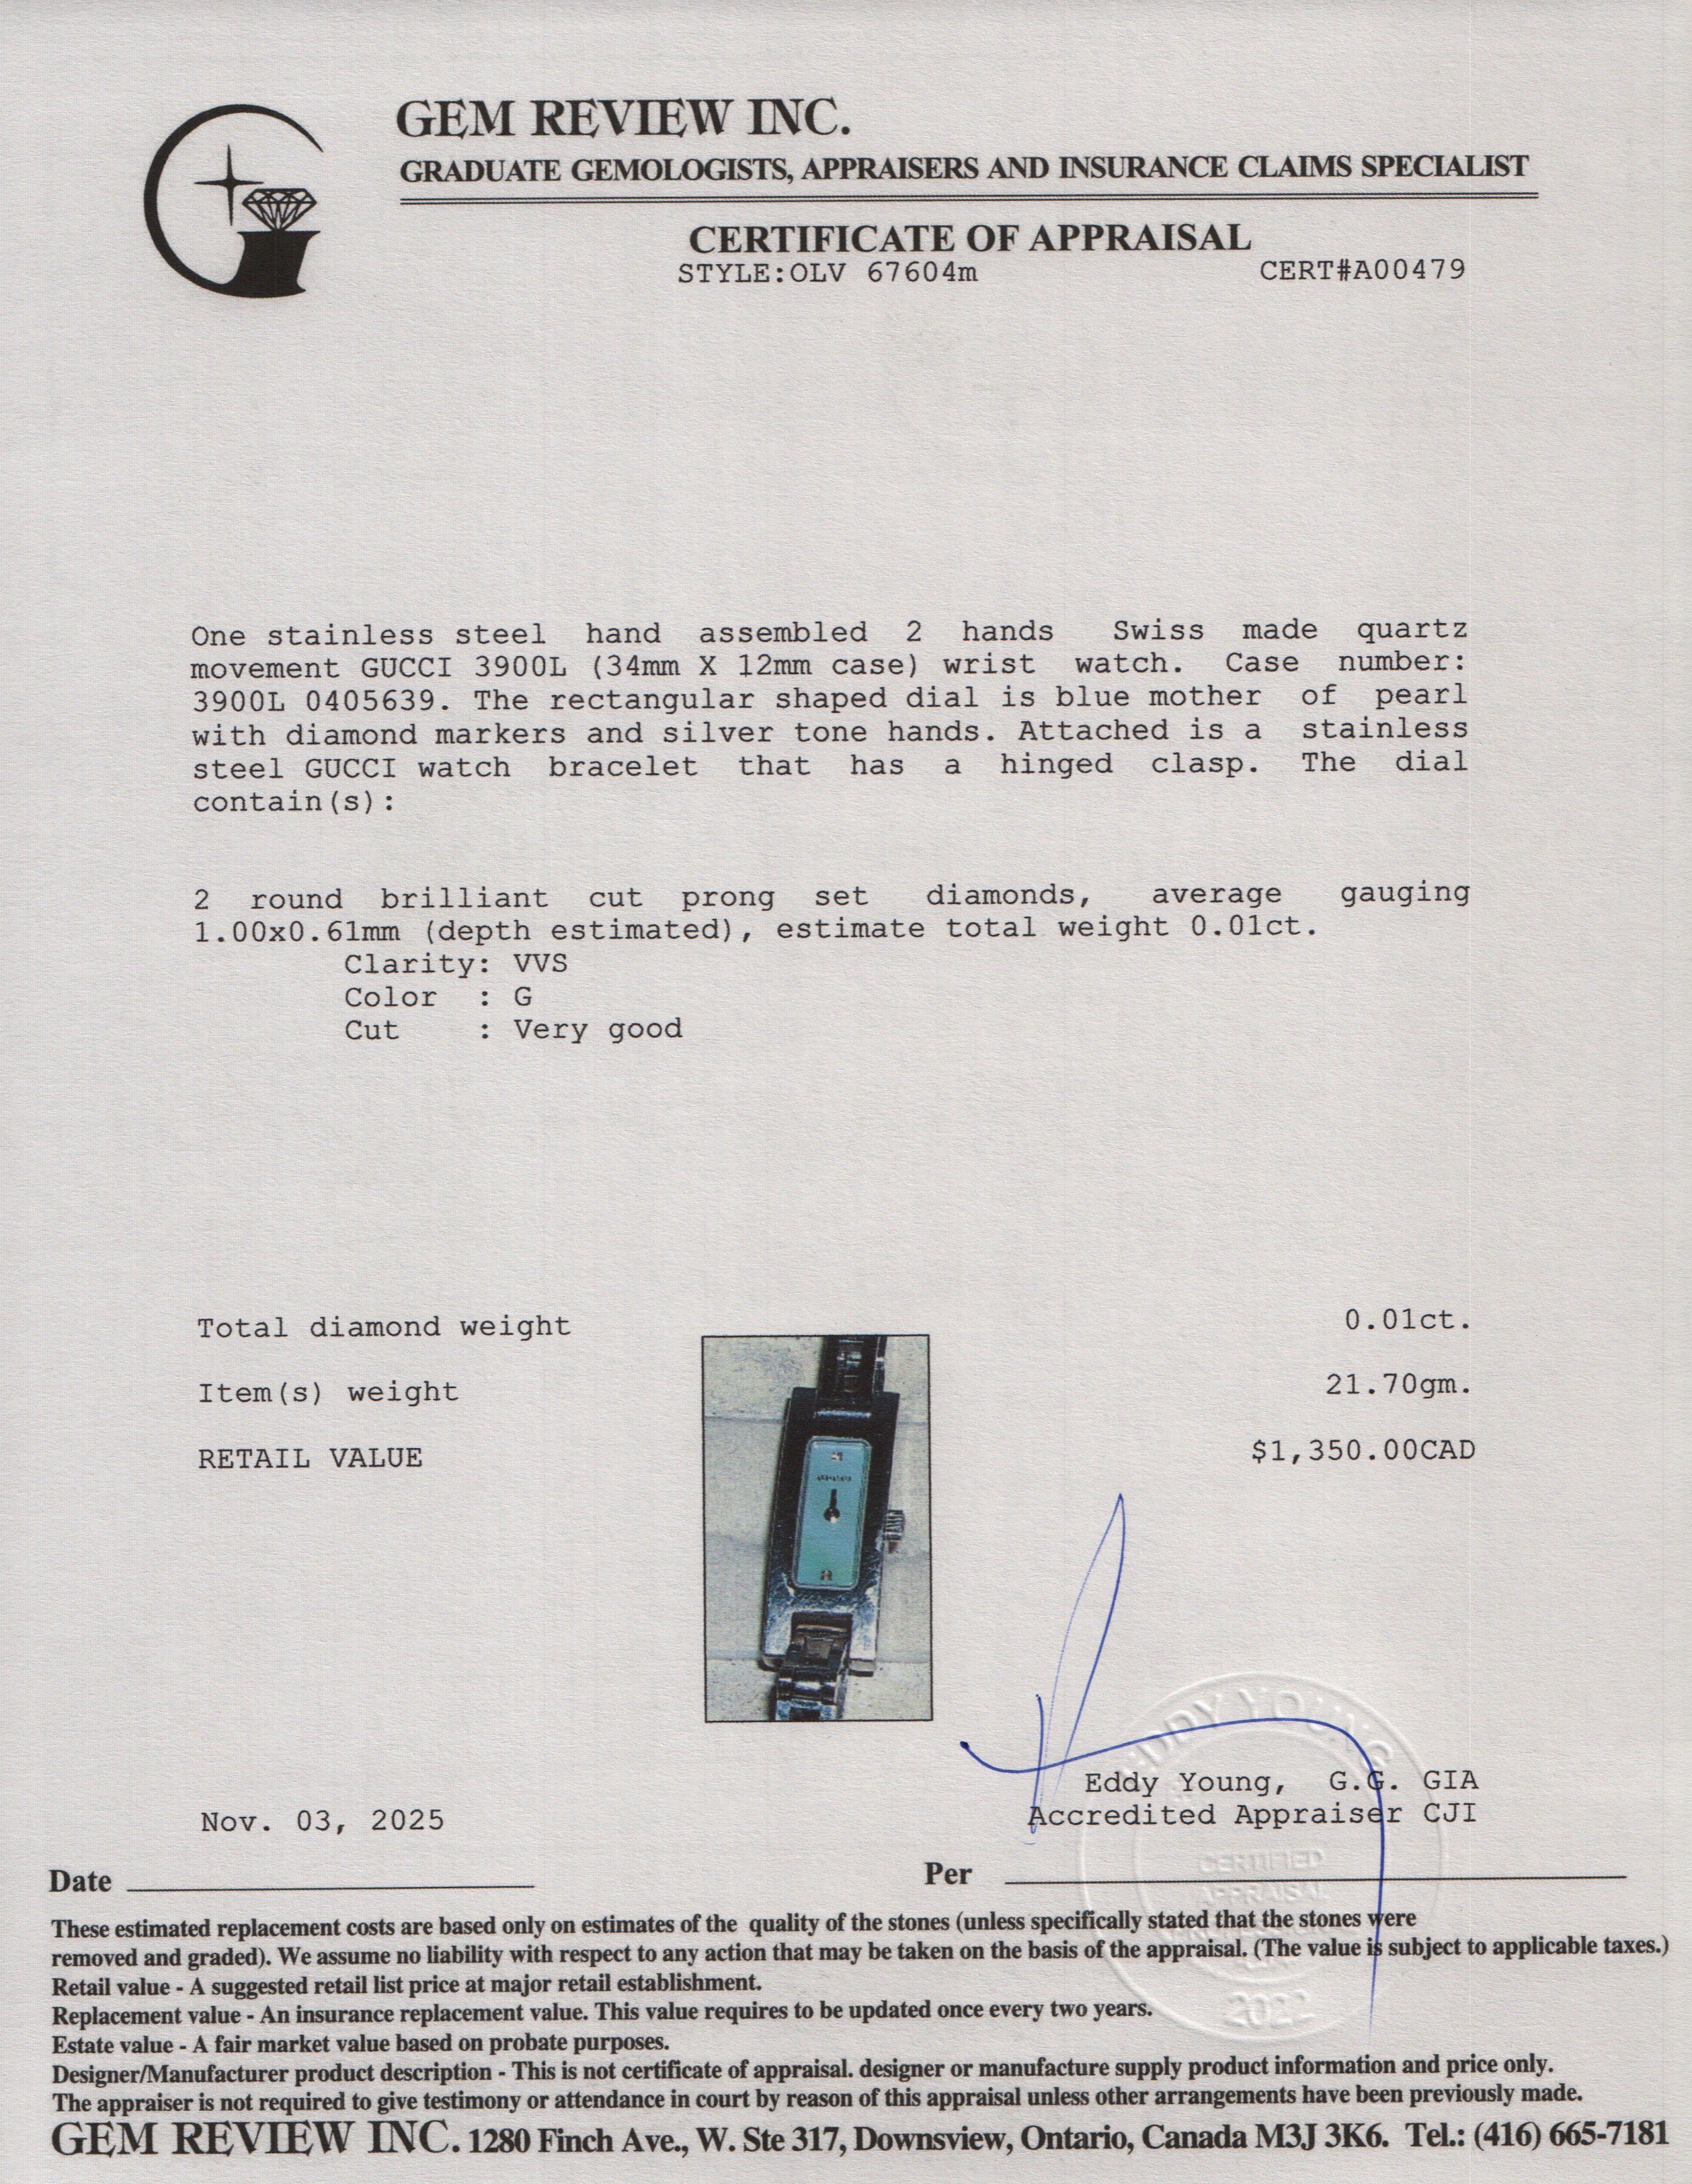 GEM REVIEW INC.
GRADUATE GEMOLOGISTS, APPRAISERS AND INSURANCE CLAIMS SPECIALIST
CERTIFICATE OF APPRAISAL
STYLE:OLV 67604m CERT#A00479
One stainless steel hand assembled 2 hands Swiss made quartz
movement GUCCI 3900L (34mm X 12mm case) wrist watch. Case number:
3900L 0405639. The rectangular shaped dial is blue mother of pearl
with diamond markers and silver tone hands. Attached is a stainless
steel GUCCI watch bracelet that has a hinged clasp. The dial
contain(s):
2 round brilliant cut prong set diamonds, average gauging
1.00x0.61mm (depth estimated), estimate total weight 0.01ct.
Clarity: VVS
Color : G
Cut : Very good
Total diamond weight 0.01ct.
Item(s) weight 21.70gm.
RETAIL VALUE $1,350.00CAD
EDDY YOUNG
Eddy Young, G.G. GIA
Nov. 03, 2025 Accredited Appraiser CJI
CERTIFIED
APPRAISAL
2022
Date Per
These estimated replacement costs are based only on estimates of the quality of the stones (unless specifically stated that the stones were
removed and graded). We assume no liability with respect to any action that may be taken on the basis of the appraisal. (The value is subject to applicable taxes.)
Retail value - A suggested retail list price at major retail establishment.
Replacement value - An insurance replacement value. This value requires to be updated once every two years.
Estate value - A fair market value based on probate purposes.
Designer/Manufacturer product description - This is not certificate of appraisal. designer or manufacture supply product information and price only.
The appraiser is not required to give testimony or attendance in court by reason of this appraisal unless other arrangements have been previously made.
GEM REVIEW INC. 1280 Finch Ave., W. Ste 317, Downsview, Ontario, Canada M3J 3K6. Tel.: (416) 665-7181